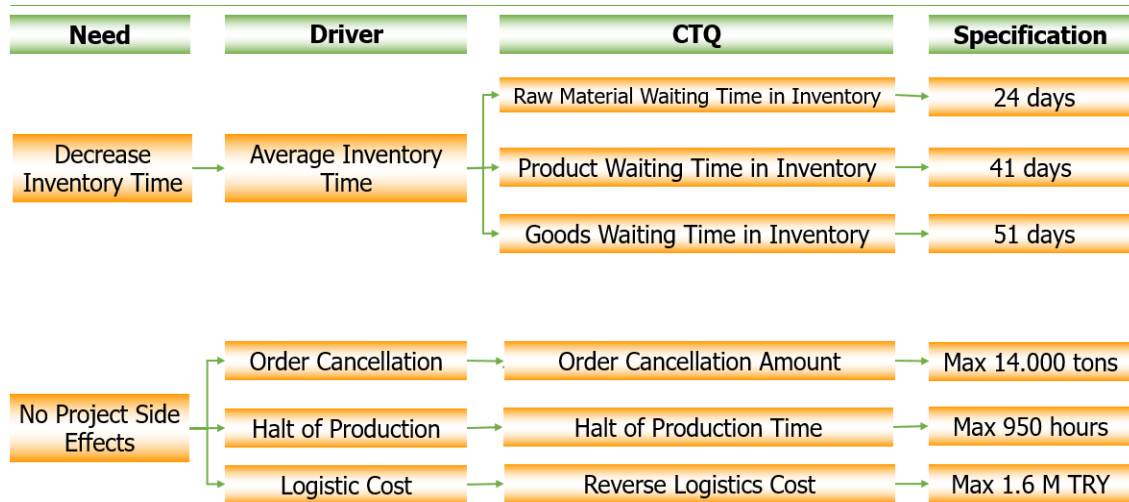 Need
Driver
CTQ
Specification
Raw Material Waiting Time in Inventory
24 days
Decrease
Inventory Time
Average Inventory
Time
Product Waiting Time in Inventory
41 days
Goods Waiting Time in Inventory
51 days
Order Cancellation
Order Cancellation Amount
Max 14.000 tons
No Project Side
Effects
Halt of Production
Halt of Production Time
Max 950 hours
Logistic Cost
Reverse Logistics Cost
Max 1.6 M TRY